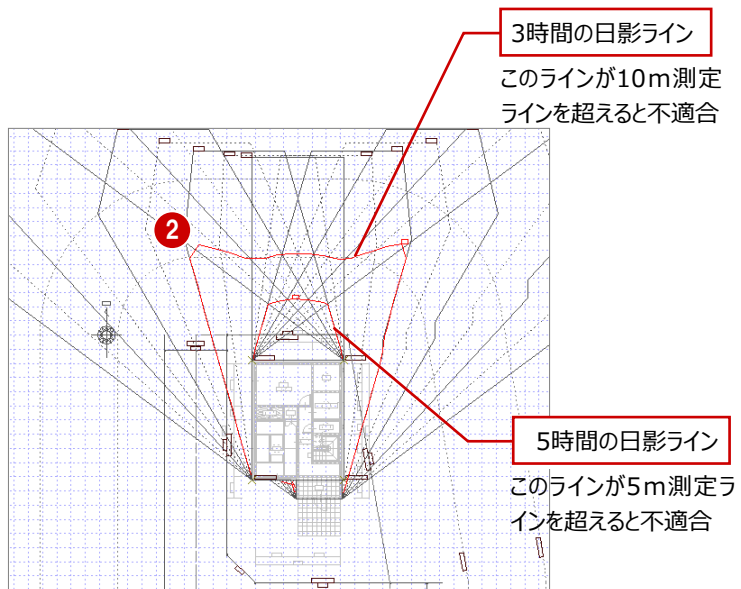 3時間の日影ライン
このラインが10m測定
ラインを超えると不適合
2
5時間の日影ライン
このラインが5m測定ラ
インを超えると不適合